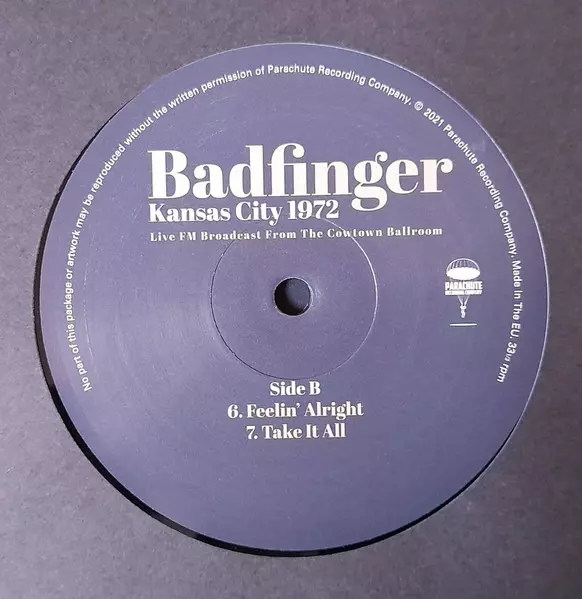 No part of this package or artwork may be reproduced without the written permission of Parachute Recording Company. © 2021 Parachute Recording Company. Made In The EU. 33⅓ rpm
Badfinger
Kansas City 1972
Live FM Broadcast From The Cowtown Ballroom
PARACHUTE
RECORDING COMPANY
Side B
6. Feelin’ Alright
7. Take It All